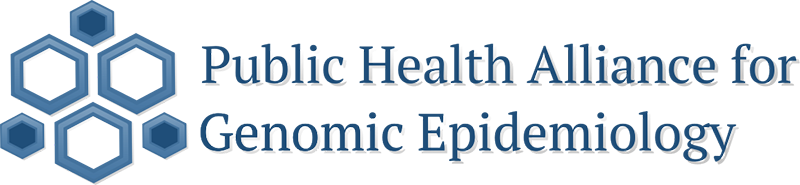 Public Health Alliance for
Genomic Epidemiology